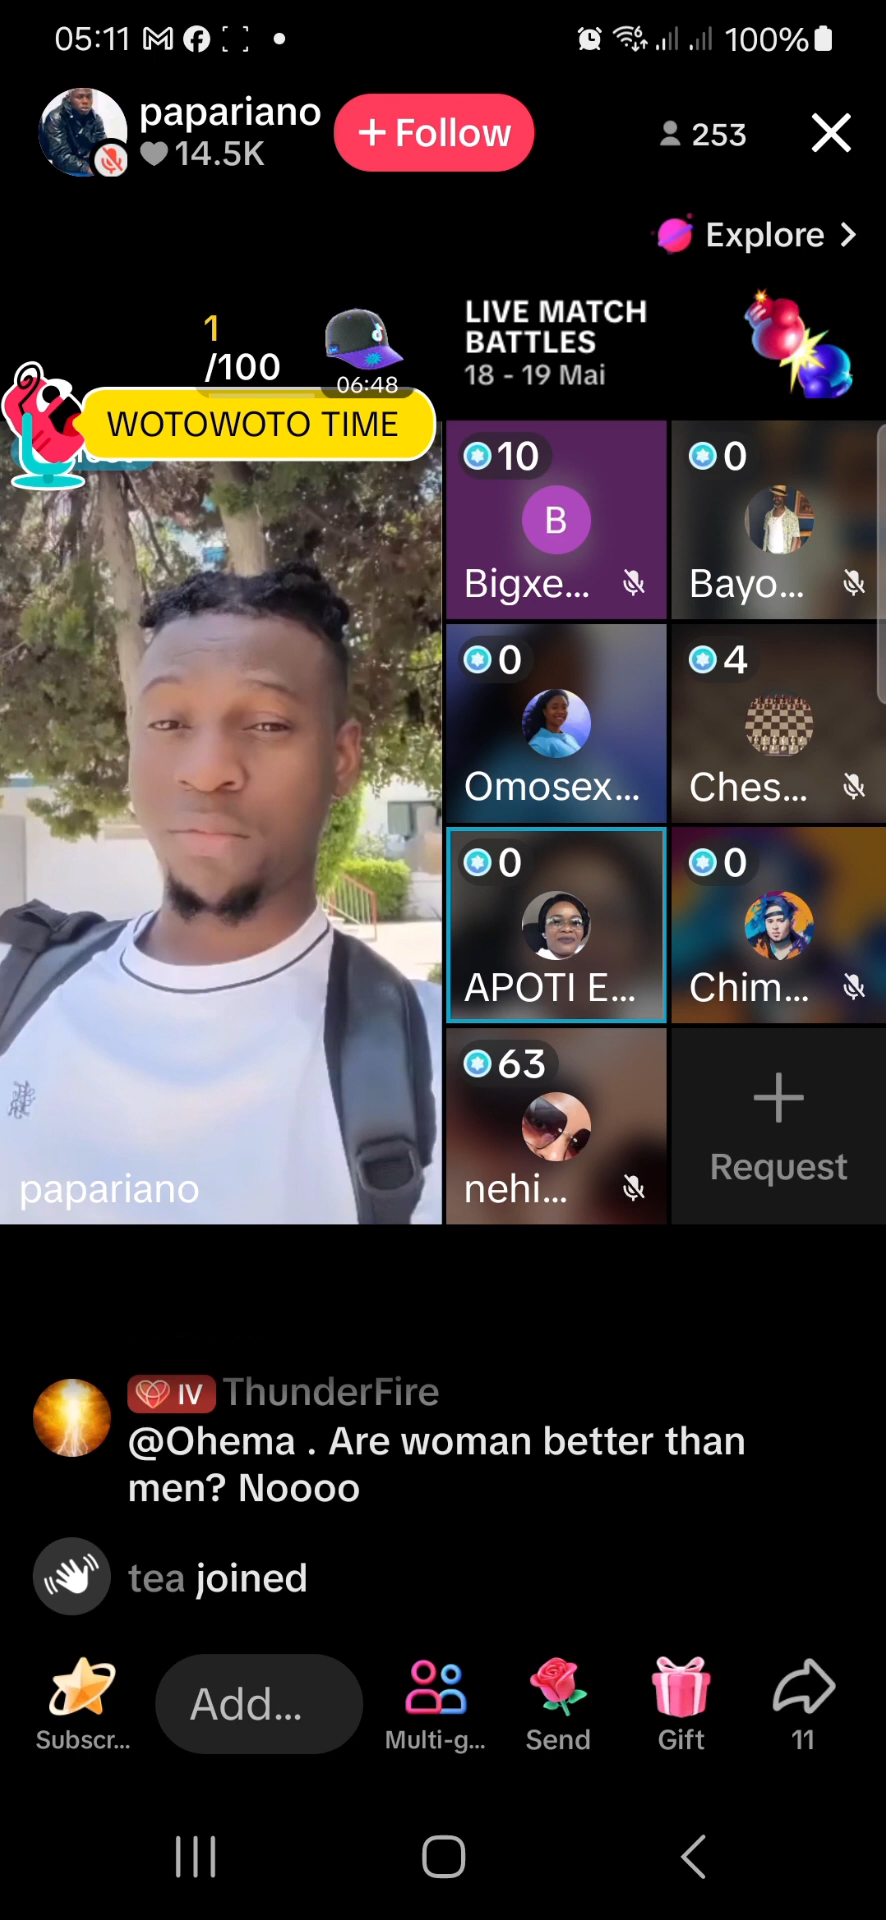 05:11
100%
papariano
14.5K
+ Follow
253
Explore >
1
/100
06:48
LIVE MATCH
BATTLES
18 - 19 Mai
WOTOWOTO TIME
10
B
Bigxe...
0
Bayo...
0
Omosex...
4
Ches...
0
APOTI E...
0
Chim...
63
nehi...
Request
papariano
IV ThunderFire
@Ohema . Are woman better than
men? Noooo
tea joined
Subscr...
Add...
Multi-g...
Send
Gift
11